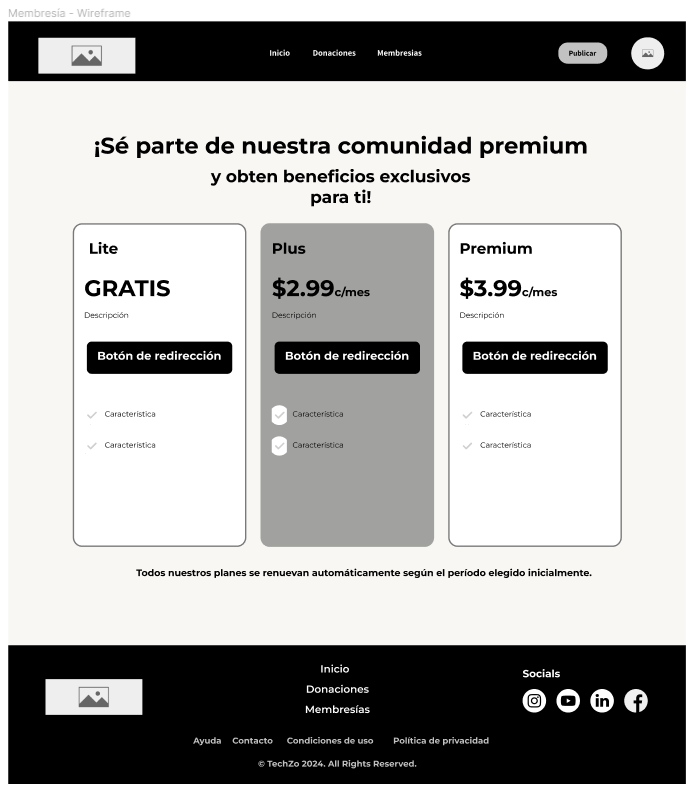 Membresía - Wireframe
Inicio Donaciones Membresias Publicar
¡Sé parte de nuestra comunidad premium
y obten beneficios exclusivos
para ti!
Lite
GRATIS
Descripción
Botón de redirección
Característica
Característica
Plus
$2.99c/mes
Descripción
Botón de redirección
Característica
Característica
Premium
$3.99c/mes
Descripción
Botón de redirección
Característica
Característica
Todos nuestros planes se renuevan automáticamente según el período elegido inicialmente.
Inicio
Donaciones
Membresías
Socials
Ayuda Contacto Condiciones de uso Política de privacidad
© TechZo 2024. All Rights Reserved.